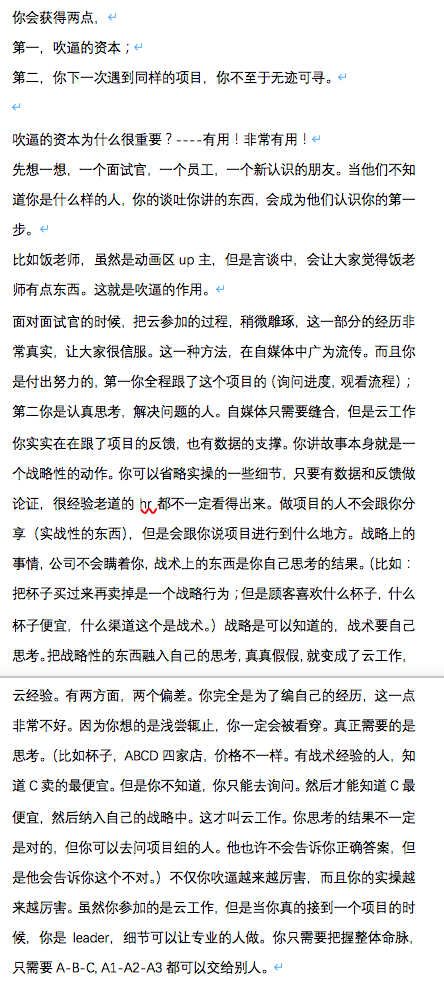 你会获得两点，
第一，吹逼的资本；
第二，你下一次遇到同样的项目，你不至于无迹可寻。
吹逼的资本为什么很重要？----有用！非常有用！
先想一想，一个面试官，一个员工，一个新认识的朋友。当他们不知
道你是什么样的人，你的谈吐你讲的东西，会成为他们认识你的第一
步。
比如饭老师，虽然是动画区 up 主，但是言谈中，会让大家觉得饭老
师有点东西。这就是吹逼的作用。
面对面试官的时候，把云参加的过程，稍微雕琢，这一部分的经历非
常真实，让大家很信服。这一种方法，在自媒体中广为流传。而且你
是付出努力的，第一你全程跟了这个项目的（询问进度，观看流程）；
第二你是认真思考，解决问题的人。自媒体只需要缝合，但是云工作
你实实在在跟了项目的反馈，也有数据的支撑。你讲故事本身就是一
个战略性的动作。你可以省略实操的一些细节，只要有数据和反馈做
论证，很经验老道的 hr 都不一定看得出来。做项目的人不会跟你分
享（实战性的东西），但是会跟你说项目进行到什么地方。战略上的
事情，公司不会瞒着你，战术上的东西是你自己思考的结果。（比如：
把杯子买过来再卖掉是一个战略行为；但是顾客喜欢什么杯子，什么
杯子便宜，什么渠道这个是战术。）战略是可以知道的，战术要自己
思考。把战略性的东西融入自己的思考，真真假假，就变成了云工作，
云经验。有两方面，两个偏差。你完全是为了编自己的经历，这一点
非常不好。因为你想的是浅尝辄止，你一定会被看穿。真正需要的是
思考。（比如杯子，ABCD 四家店，价格不一样。有战术经验的人，知
道 C 卖的最便宜。但是你不知道，你只能去询问。然后才能知道 C 最
便宜，然后纳入自己的战略中。这才叫云工作。你思考的结果不一定
是对的，但你可以去问项目组的人。他也许不会告诉你正确答案，但
是他会告诉你这个不对。）不仅你吹逼越来越厉害，而且你的实操越
来越厉害。虽然你参加的是云工作，但是当你真的接到一个项目的时
候，你是 leader，细节可以让专业的人做。你只需要把握整体命脉，
只需要 A-B-C, A1-A2-A3 都可以交给别人。